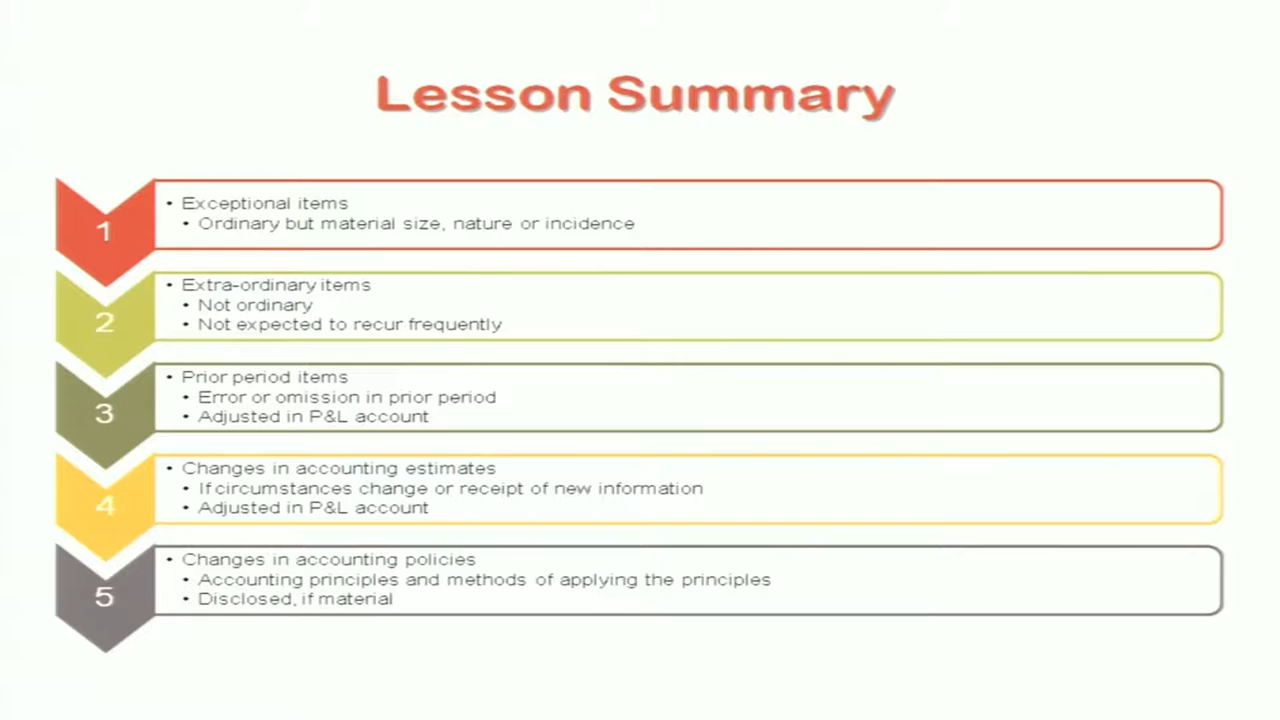 Lesson Summary
1
• Exceptional items
• Ordinary but material size, nature or incidence
2
• Extra-ordinary items
• Not ordinary
• Not expected to recur frequently
3
• Prior period items
• Error or omission in prior period
• Adjusted in P&L account
4
• Changes in accounting estimates
• If circumstances change or receipt of new information
• Adjusted in P&L account
5
• Changes in accounting policies
• Accounting principles and methods of applying the principles
• Disclosed, if material